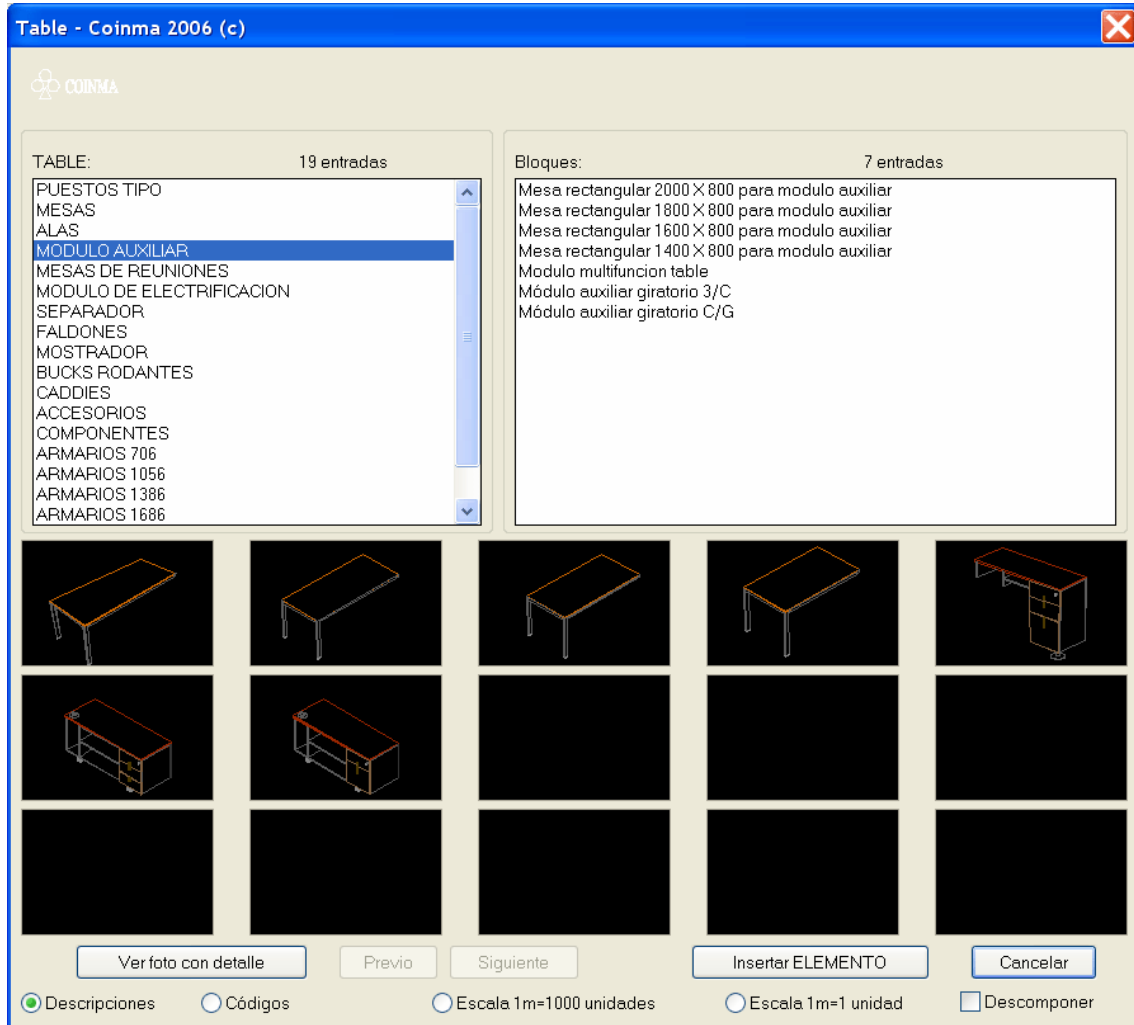 Table - Coinma 2006 (c)
COINMA
TABLE: 19 entradas
PUESTOS TIPO
MESAS
ALAS
MODULO AUXILIAR
MESAS DE REUNIONES
MODULO DE ELECTRIFICACION
SEPARADOR
FALDONES
MOSTRADOR
BUCKS RODANTES
CADDIES
ACCESORIOS
COMPONENTES
ARMARIOS 706
ARMARIOS 1056
ARMARIOS 1386
ARMARIOS 1686
Bloques: 7 entradas
Mesa rectangular 2000 X 800 para modulo auxiliar
Mesa rectangular 1800 X 800 para modulo auxiliar
Mesa rectangular 1600 X 800 para modulo auxiliar
Mesa rectangular 1400 X 800 para modulo auxiliar
Modulo multifuncion table
Módulo auxiliar giratorio 3/C
Módulo auxiliar giratorio C/G
Ver foto con detalle Previo Siguiente Insertar ELEMENTO Cancelar
Descripciones Códigos Escala 1m=1000 unidades Escala 1m=1 unidad Descomponer